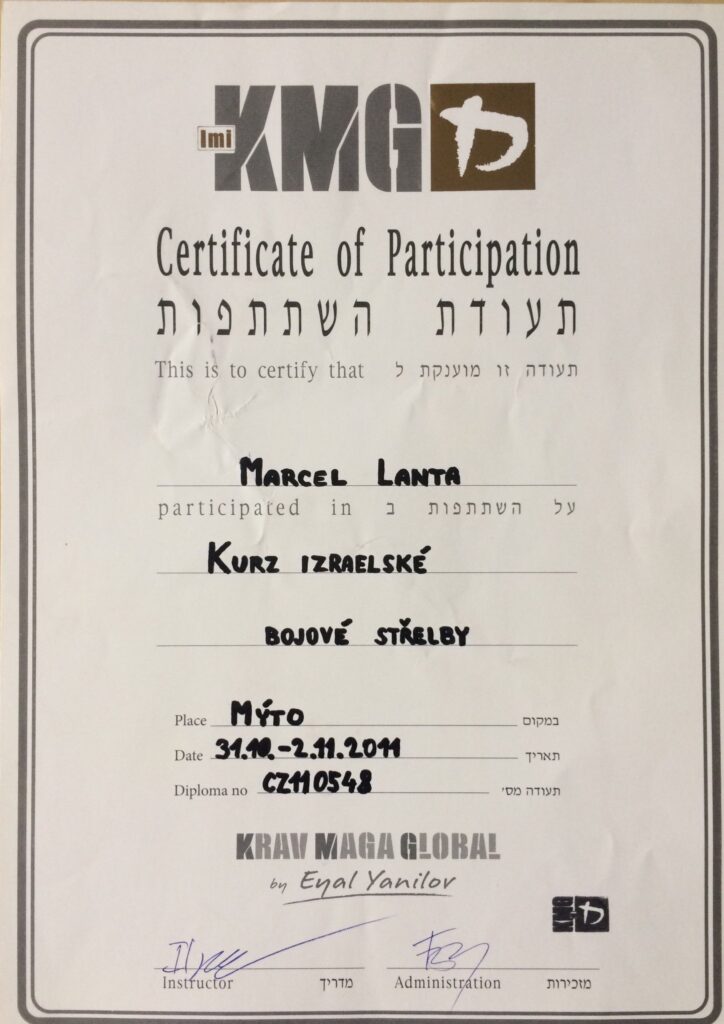 Imi KMG
Certificate of Participation
תעודת השתתפות
This is to certify that תעודה זו מוענקת ל
MARCEL LANTA
participated in על השתתפות ב
KURZ IZRAELSKÉ
BOJOVÉ STŘELBY
Place MÝTO במקום
Date 31.10.-2.11.2011 תאריך
Diploma no CZ110548 תעודה מס׳
KRAV MAGA GLOBAL
by Eyal Yanilov
KMG
Instructor מדריך Administration מזכירות